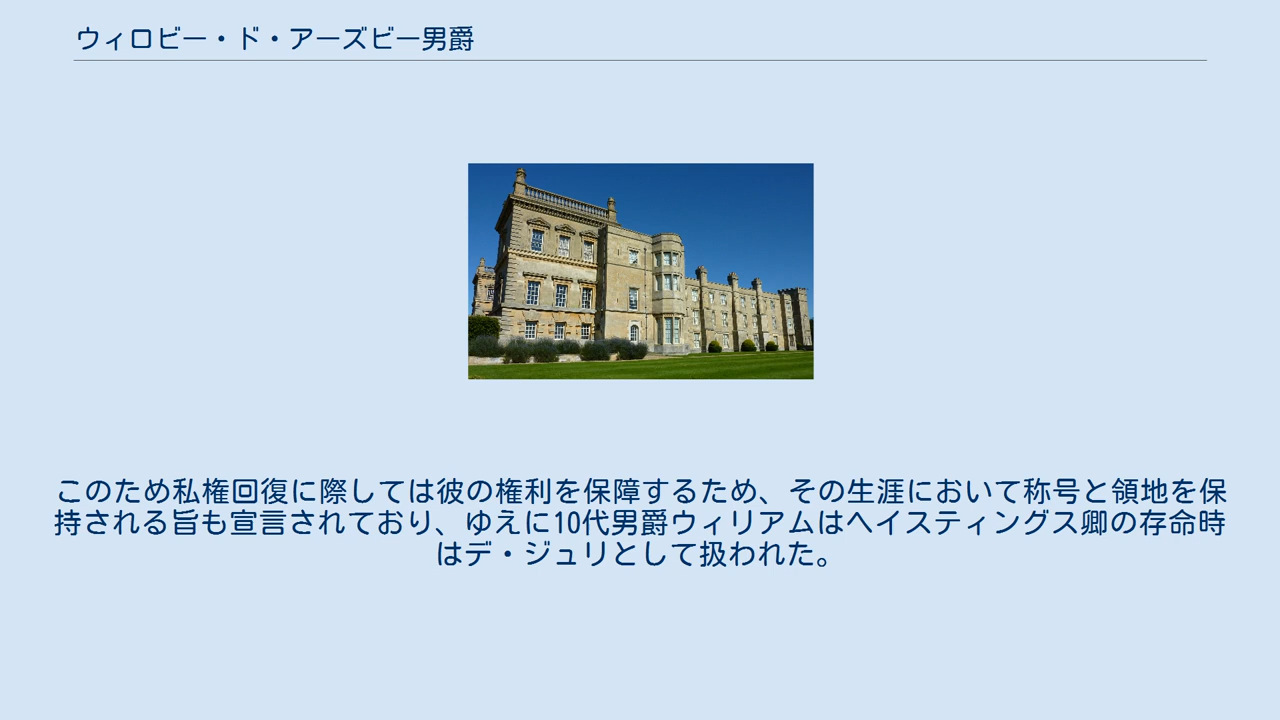 ウィロビー・ド・アーズビー男爵
このため私権回復に際しては彼の権利を保障するため、その生涯において称号と領地を保
持される旨も宣言されており、ゆえに10代男爵ウィリアムはヘイスティングス卿の存命時
はデ・ジュリとして扱われた。